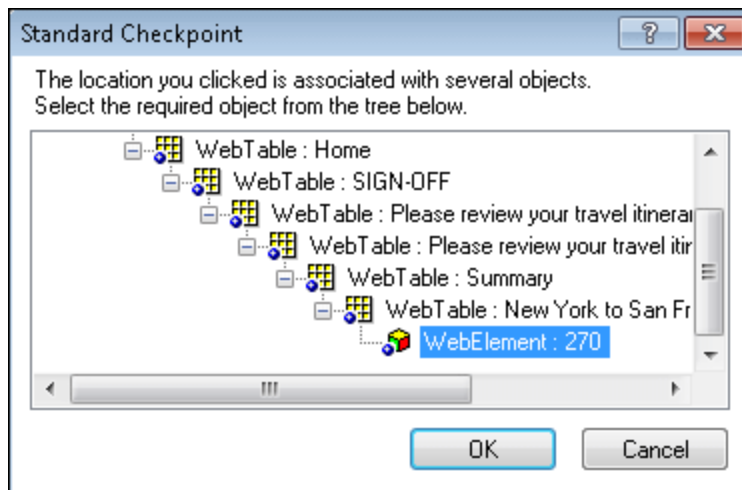 Standard Checkpoint
The location you clicked is associated with several objects.
Select the required object from the tree below.
WebTable : Home
WebTable : SIGN-OFF
WebTable : Please review your travel itinerar
WebTable : Please review your travel itir
WebTable : Summary
WebTable : New York to San Fr
WebElement : 270
OK Cancel